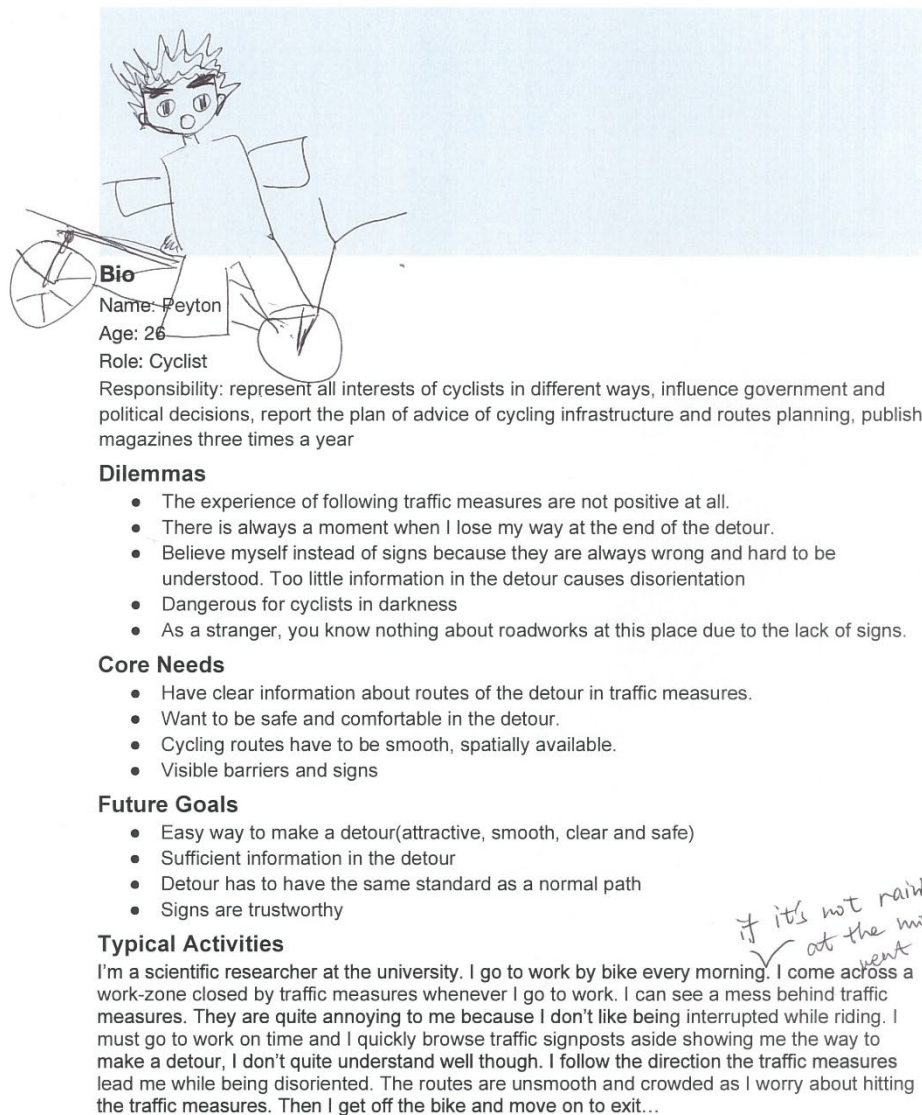 Bio
Name: Peyton
Age: 26
Role: Cyclist
Responsibility: represent all interests of cyclists in different ways, influence government and
political decisions, report the plan of advice of cycling infrastructure and routes planning, publish
magazines three times a year
Dilemmas
• The experience of following traffic measures are not positive at all.
• There is always a moment when I lose my way at the end of the detour.
• Believe myself instead of signs because they are always wrong and hard to be
understood. Too little information in the detour causes disorientation
• Dangerous for cyclists in darkness
• As a stranger, you know nothing about roadworks at this place due to the lack of signs.
Core Needs
• Have clear information about routes of the detour in traffic measures.
• Want to be safe and comfortable in the detour.
• Cycling routes have to be smooth, spatially available.
• Visible barriers and signs
Future Goals
• Easy way to make a detour(attractive, smooth, clear and safe)
• Sufficient information in the detour
• Detour has to have the same standard as a normal path
• Signs are trustworthy
if it's not
at the
Typical Activities
I'm a scientific researcher at the university. I go to work by bike every morning. I come across a
work-zone closed by traffic measures whenever I go to work. I can see a mess behind traffic
measures. They are quite annoying to me because I don't like being interrupted while riding. I
must go to work on time and I quickly browse traffic signposts aside showing me the way to
make a detour, I don't quite understand well though. I follow the direction the traffic measures
lead me while being disoriented. The routes are unsmooth and crowded as I worry about hitting
the traffic measures. Then I get off the bike and move on to exit…